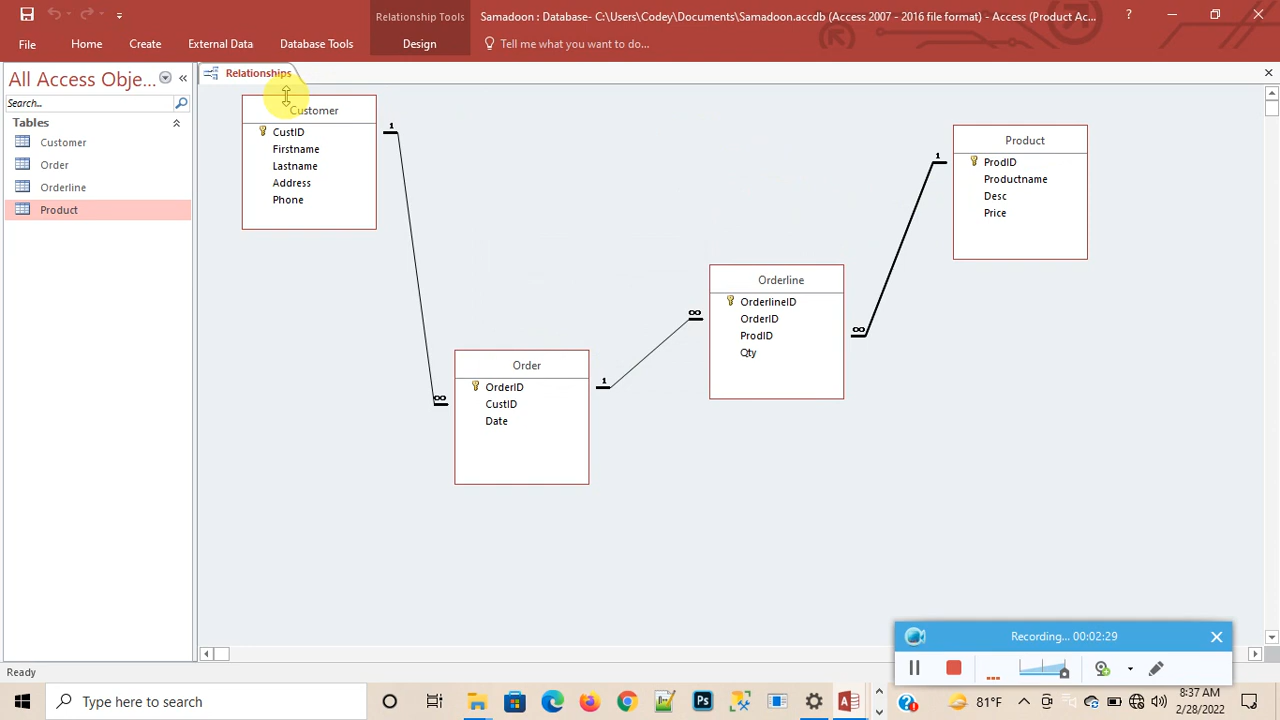 Relationship Tools
Samadoon : Database- C:\Users\Codey\Documents\Samadoon.accdb (Access 2007 - 2016 file format) - Access (Product Ac...
?
File
Home
Create
External Data
Database Tools
Design
Tell me what you want to do...
All Access Obje...
«
Search...
Tables
Customer
Order
Orderline
Product
Relationships
Customer
CustID
Firstname
Lastname
Address
Phone
1
∞
Order
OrderID
CustID
Date
1
∞
Orderline
OrderlineID
OrderID
ProdID
Qty
∞
1
Product
ProdID
Productname
Desc
Price
Recording... 00:02:29
Ready
Type here to search
Ps
?
81°F
8:37 AM
2/28/2022